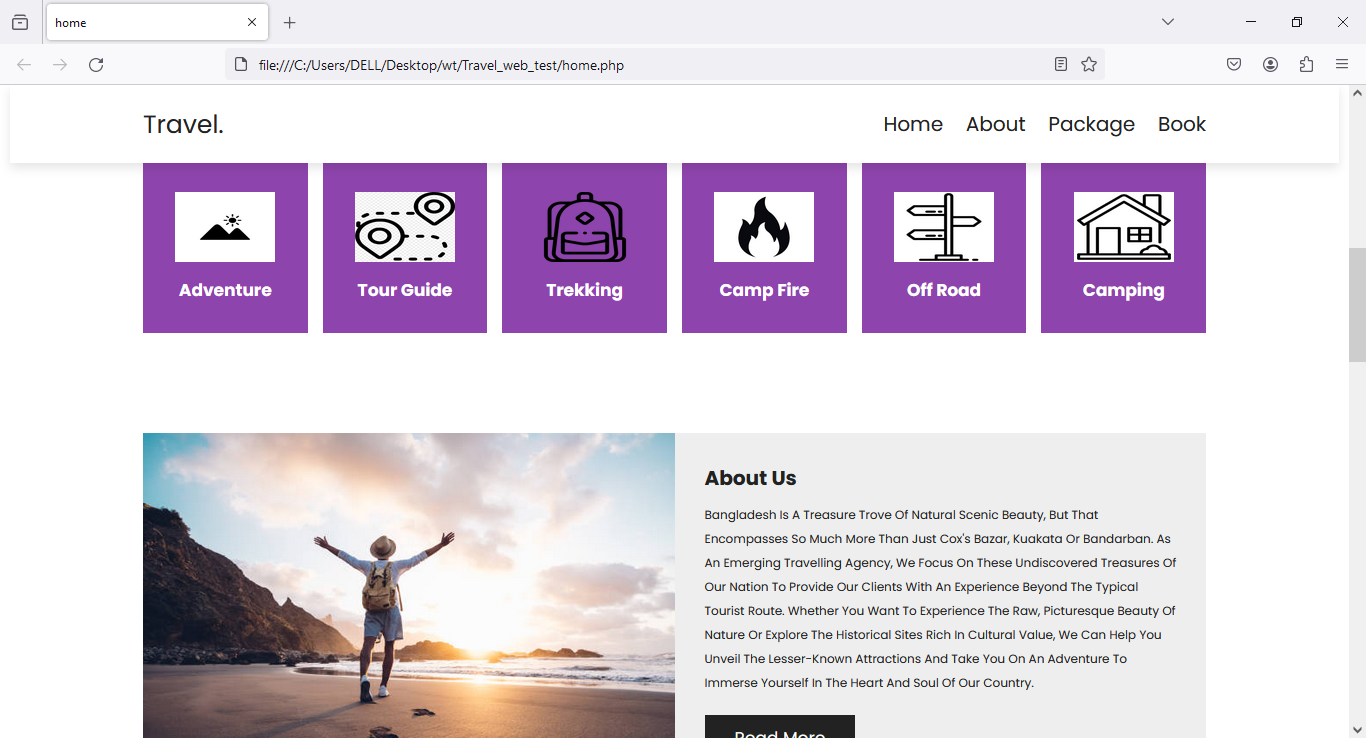 home
file:///C:/Users/DELL/Desktop/wt/Travel_web_test/home.php
Travel.
Home About Package Book
Adventure Tour Guide Trekking Camp Fire Off Road Camping
About Us
Bangladesh Is A Treasure Trove Of Natural Scenic Beauty, But That
Encompasses So Much More Than Just Cox's Bazar, Kuakata Or Bandarban. As
An Emerging Travelling Agency, We Focus On These Undiscovered Treasures Of
Our Nation To Provide Our Clients With An Experience Beyond The Typical
Tourist Route. Whether You Want To Experience The Raw, Picturesque Beauty Of
Nature Or Explore The Historical Sites Rich In Cultural Value, We Can Help You
Unveil The Lesser-Known Attractions And Take You On An Adventure To
Immerse Yourself In The Heart And Soul Of Our Country.
Read More